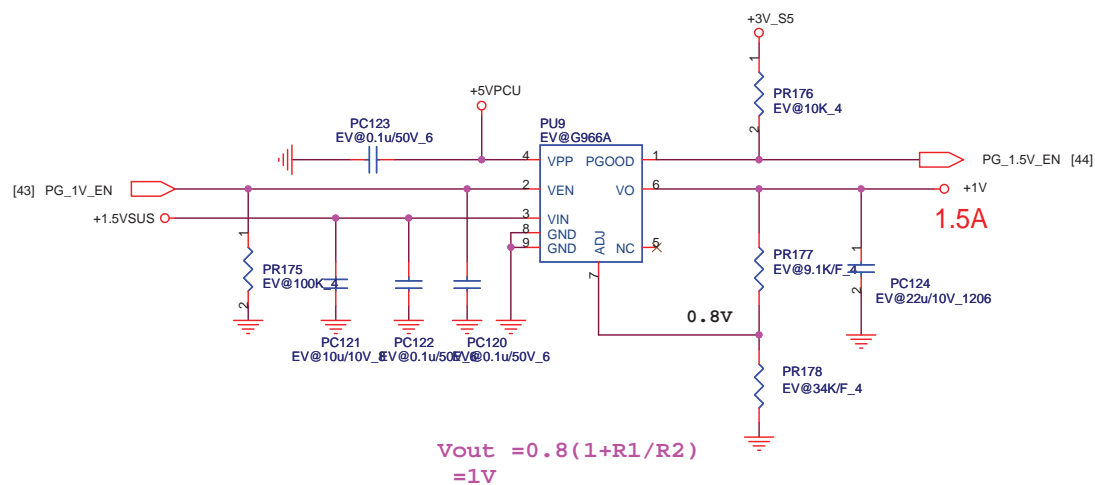 +3V_S5
1
PR176
EV@10K_4
2
+5VPCU
PC123
EV@0.1u/50V_6
PU9
EV@G966A
4 VPP PGOOD 1
PG_1.5V_EN [44]
[43] PG_1V_EN
2 VEN VO 6
+1V
1.5A
+1.5VSUS
3 VIN
8 GND
9 GND
ADJ
7
NC 5
1
PR175
EV@100K_4
2
PR177
EV@9.1K/F_4
1
2
PC124
EV@22u/10V_1206
0.8V
PC121
EV@10u/10V_8
PC122
EV@0.1u/50V_6
PC120
EV@0.1u/50V_6
PR178
EV@34K/F_4
Vout =0.8(1+R1/R2)
=1V